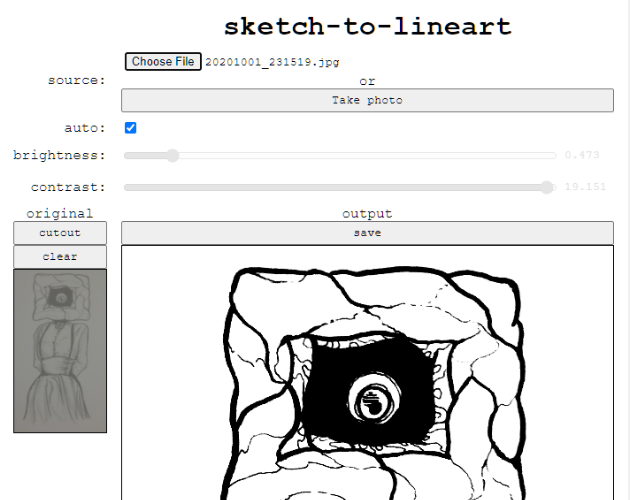 sketch-to-lineart
Choose File 20201001_231519.jpg
source:
or
Take photo
auto:
brightness: 0.473
contrast: 19.151
original
output
cutout
save
clear